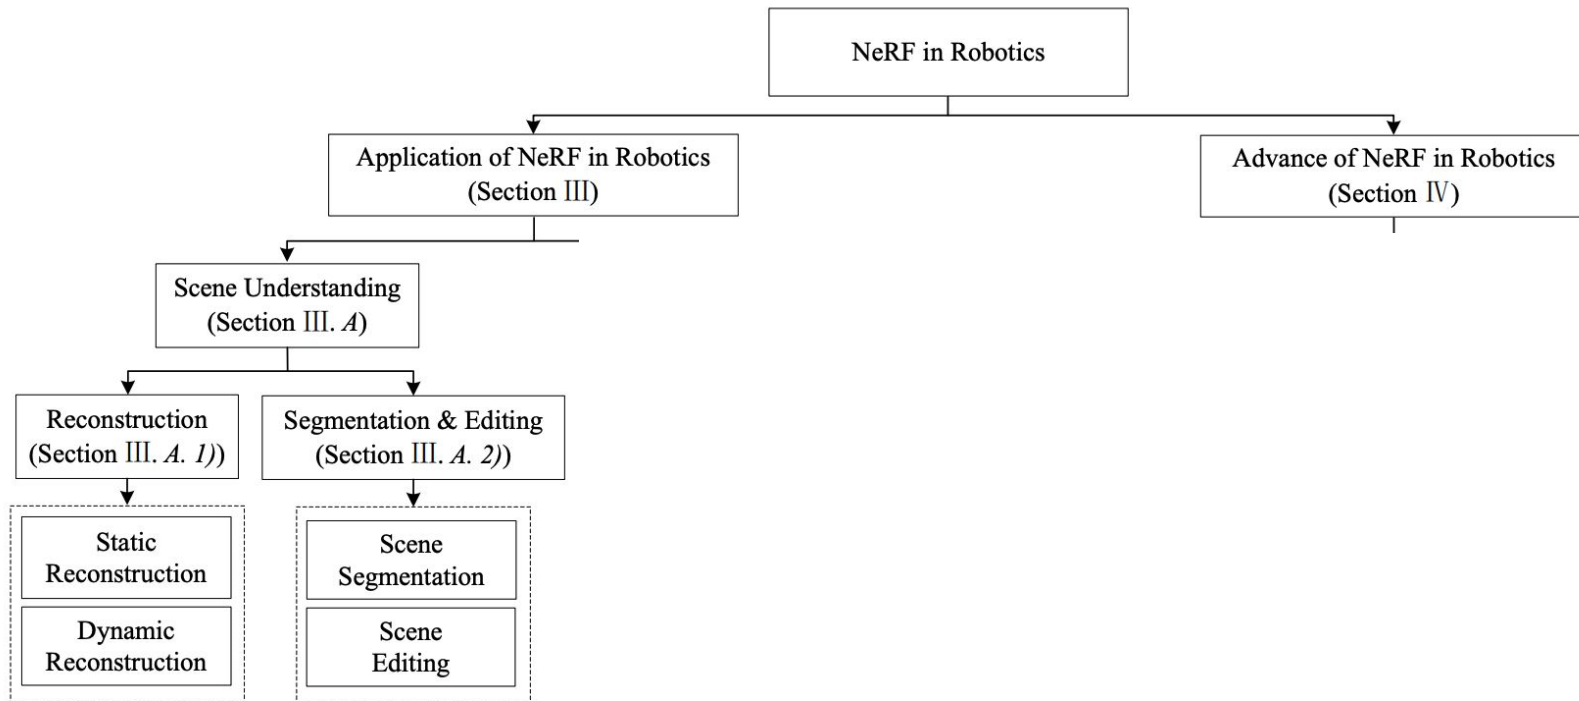 NeRF in Robotics
Application of NeRF in Robotics
(Section III)
Advance of NeRF in Robotics
(Section IV)
Scene Understanding
(Section III. A)
Reconstruction
(Section III. A. 1))
Segmentation & Editing
(Section III. A. 2))
Static
Reconstruction
Dynamic
Reconstruction
Scene
Segmentation
Scene
Editing